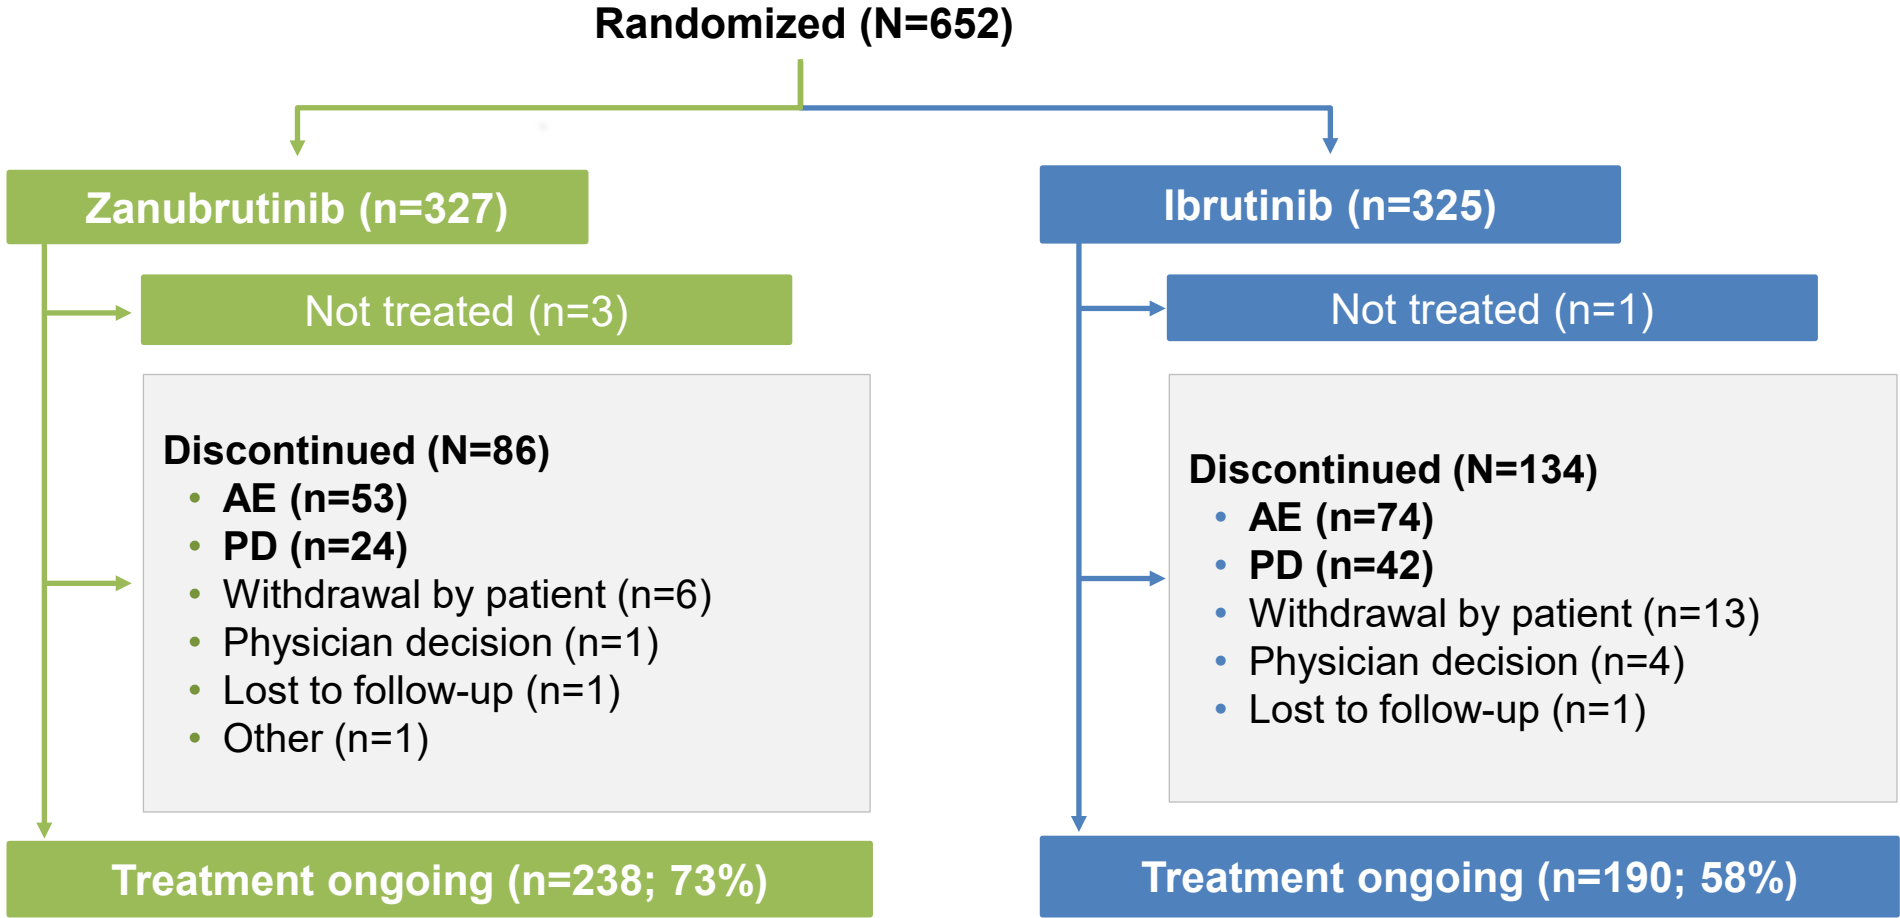 Randomized (N=652)
Zanubrutinib (n=327)
Not treated (n=3)
Discontinued (N=86)
• AE (n=53)
• PD (n=24)
• Withdrawal by patient (n=6)
• Physician decision (n=1)
• Lost to follow-up (n=1)
• Other (n=1)
Treatment ongoing (n=238; 73%)
Ibrutinib (n=325)
Not treated (n=1)
Discontinued (N=134)
• AE (n=74)
• PD (n=42)
• Withdrawal by patient (n=13)
• Physician decision (n=4)
• Lost to follow-up (n=1)
Treatment ongoing (n=190; 58%)